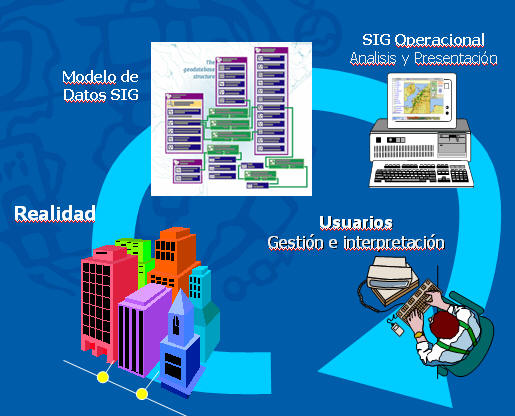 SIG Operacional
Analisis y Presentación
Modelo de
Datos SIG
The
geodatabase
structure
Realidad
Usuarios
Gestión e interpretación